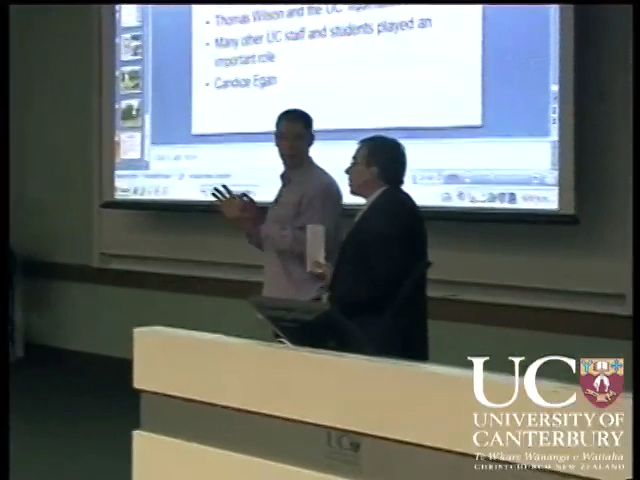 Thomas Wilson and the UC
Many other UC staff and students played an
important role
Candice Egan
UC
UC
UNIVERSITY OF
CANTERBURY
Te Whare Wānanga o Waitaha
CHRISTCHURCH NEW ZEALAND